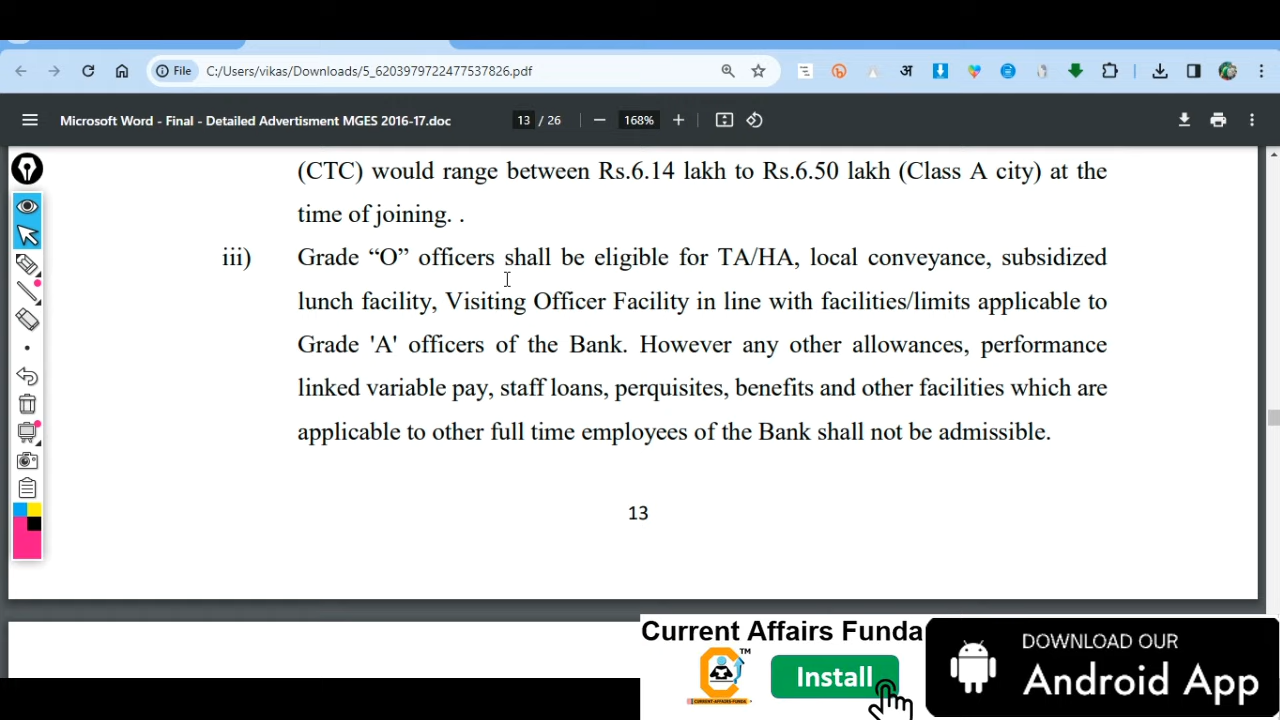 File
C:/Users/vikas/Downloads/5_6203979722477537826.pdf
Microsoft Word - Final - Detailed Advertisment MGES 2016-17.doc
13 / 26
168%
(CTC) would range between Rs.6.14 lakh to Rs.6.50 lakh (Class A city) at the
time of joining. .
iii) Grade “O” officers shall be eligible for TA/HA, local conveyance, subsidized
lunch facility, Visiting Officer Facility in line with facilities/limits applicable to
Grade 'A' officers of the Bank. However any other allowances, performance
linked variable pay, staff loans, perquisites, benefits and other facilities which are
applicable to other full time employees of the Bank shall not be admissible.
13
Current Affairs Funda
TM
CURRENT-AFFAIRS-FUNDA
Install
DOWNLOAD OUR
Android App